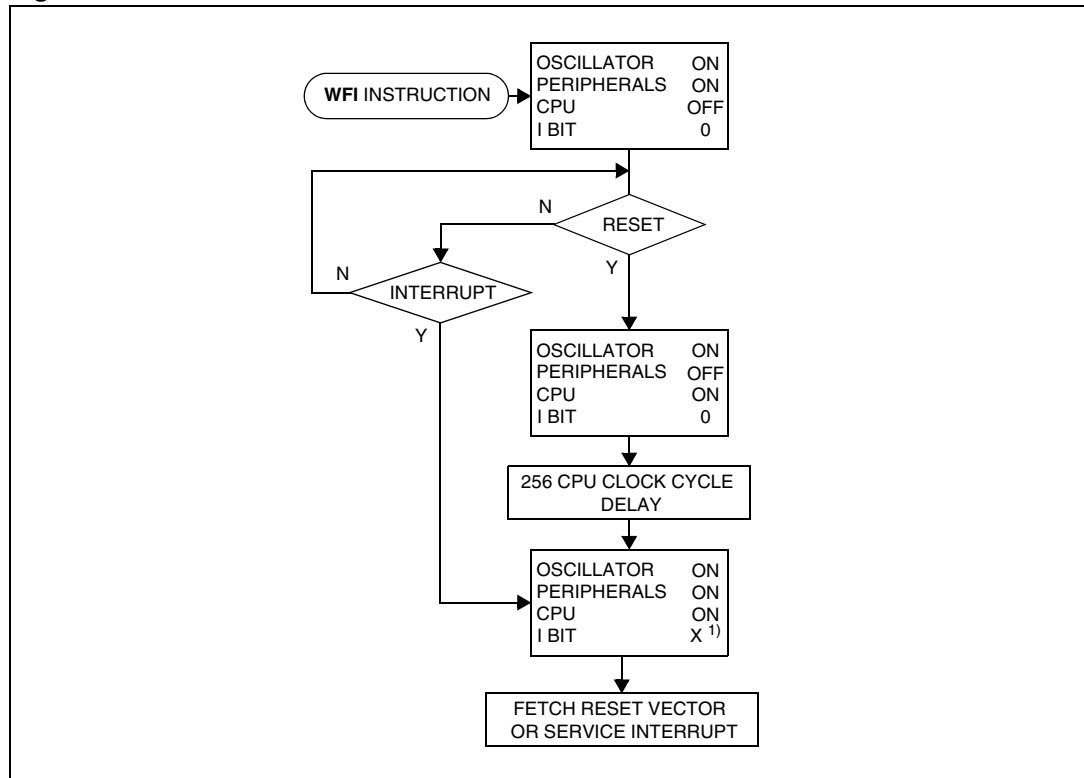 WFI INSTRUCTION
OSCILLATOR ON
PERIPHERALS ON
CPU OFF
I BIT 0
N
RESET
Y
N
INTERRUPT
Y
OSCILLATOR ON
PERIPHERALS OFF
CPU ON
I BIT 0
256 CPU CLOCK CYCLE
DELAY
OSCILLATOR ON
PERIPHERALS ON
CPU ON
I BIT X 1)
FETCH RESET VECTOR
OR SERVICE INTERRUPT